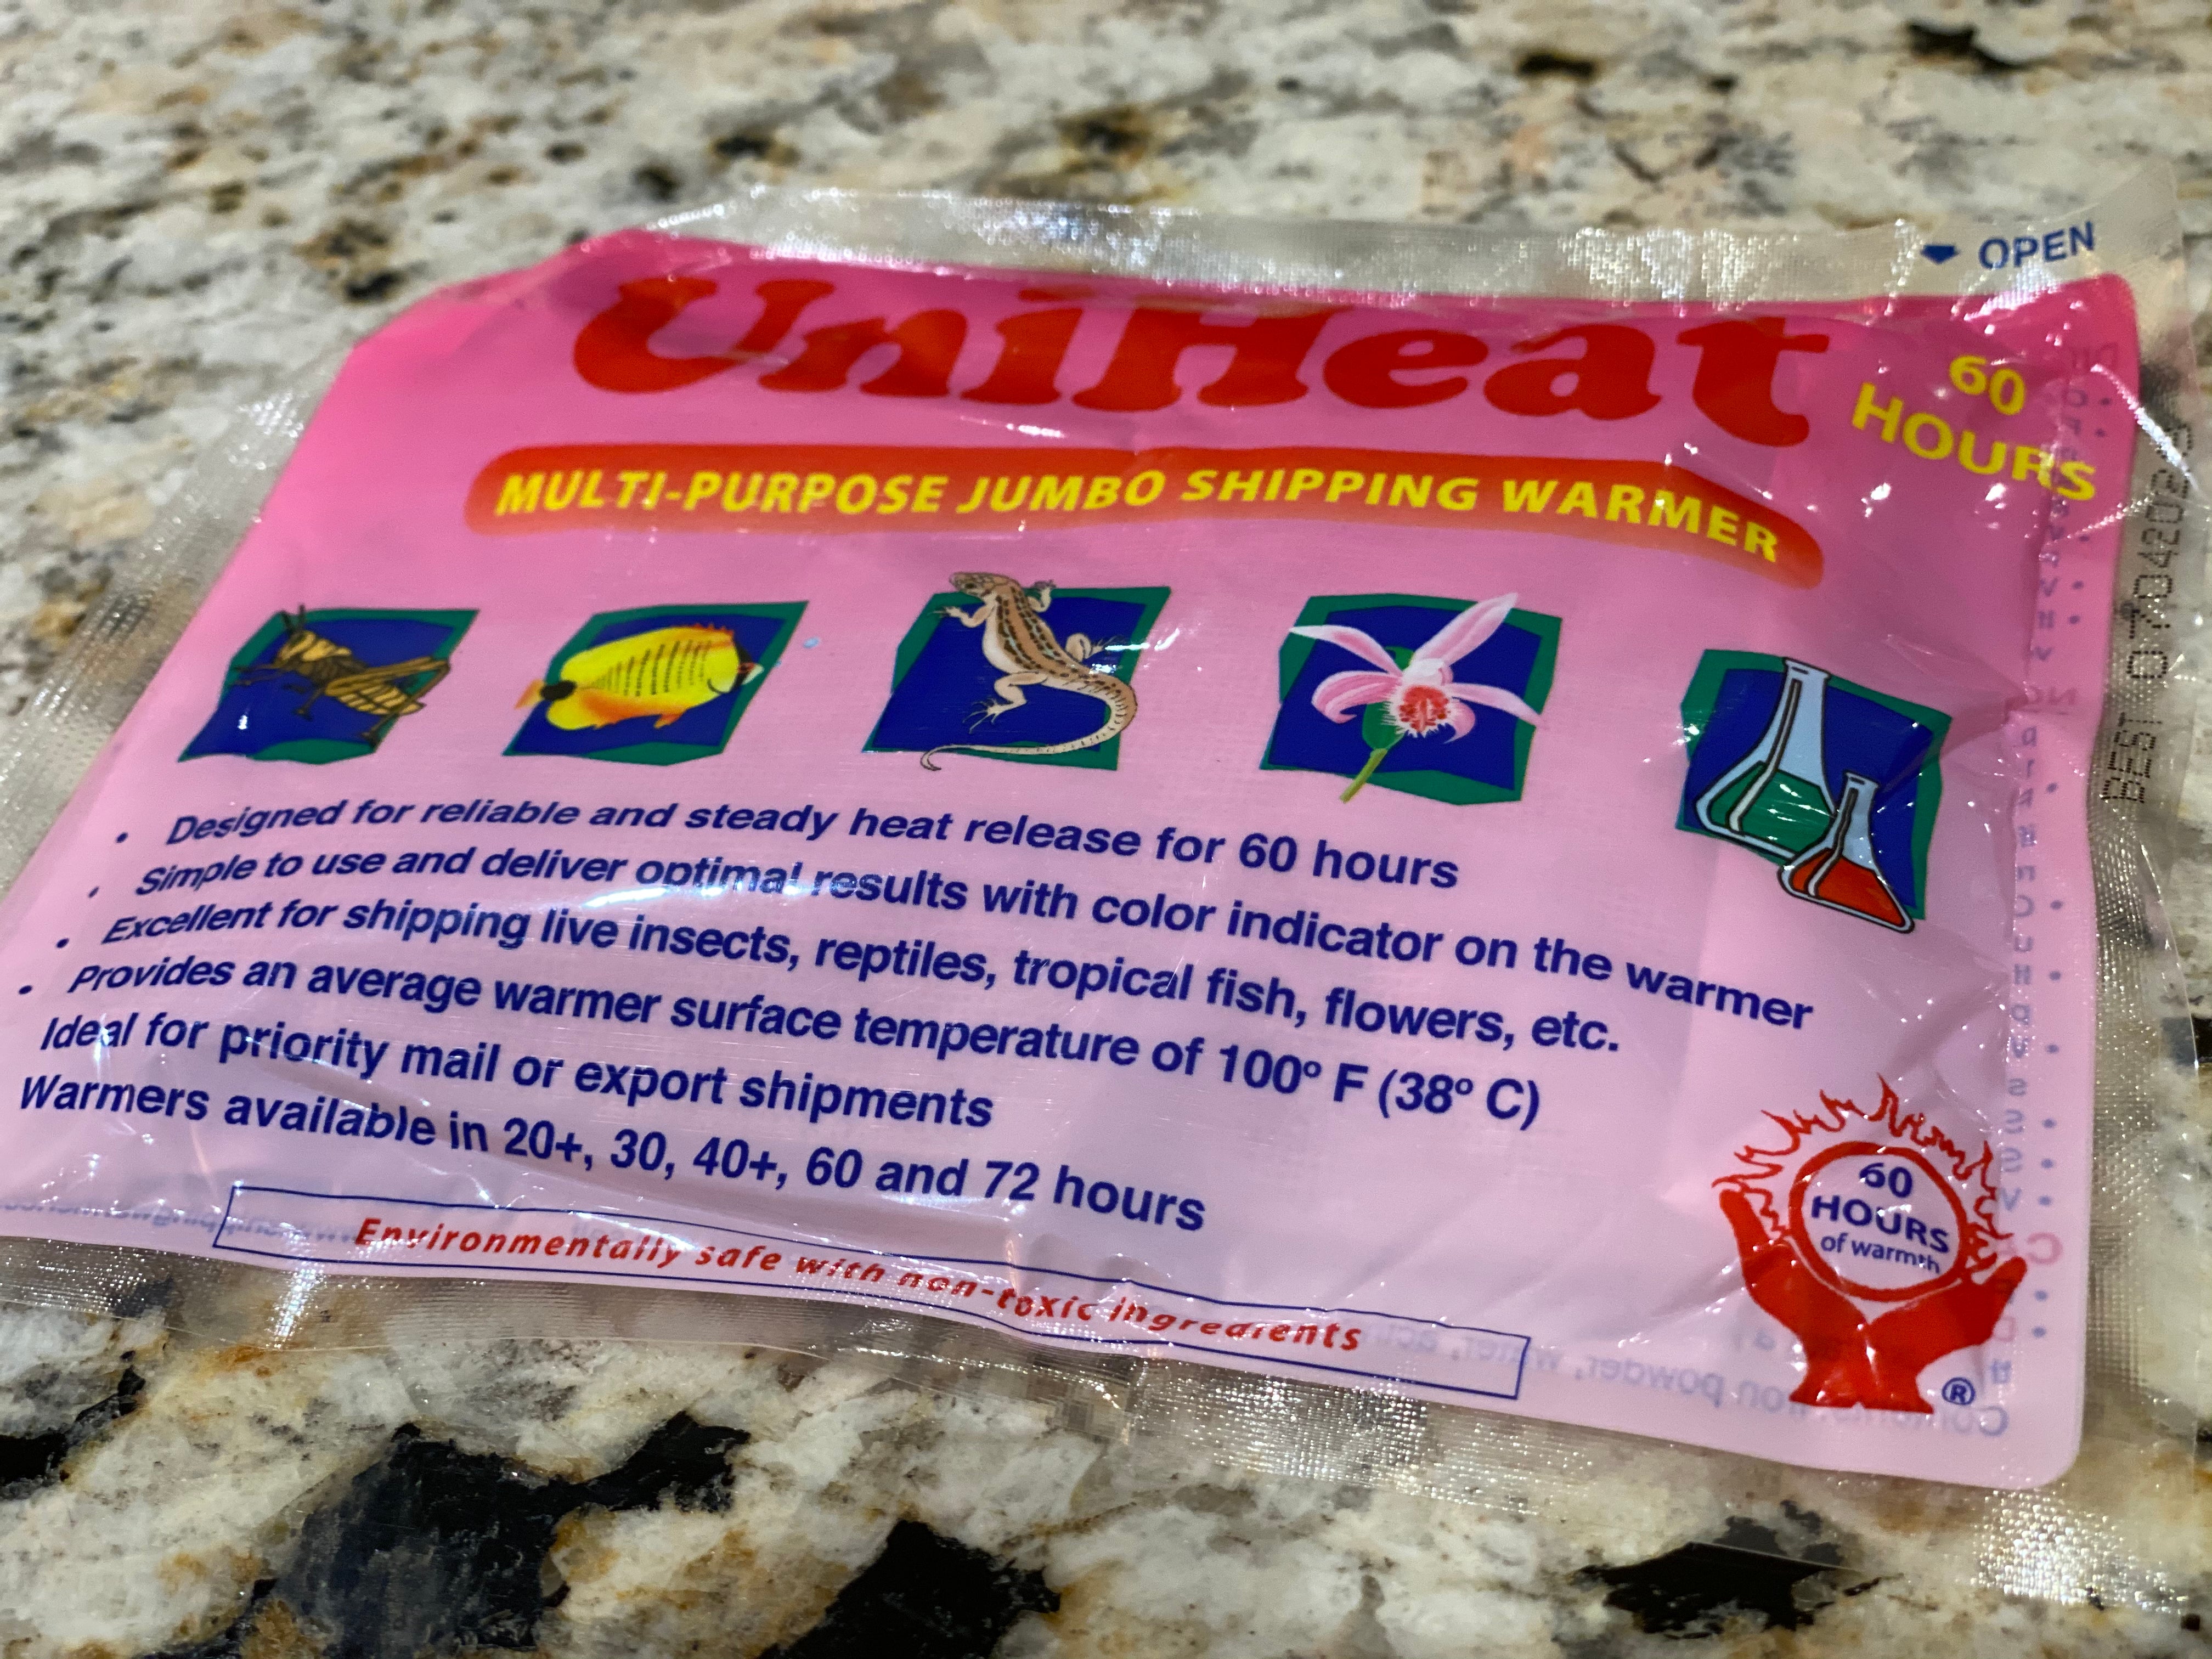 OPEN
UniHeat
60
HOURS
MULTI-PURPOSE JUMBO SHIPPING WARMER
• Designed for reliable and steady heat release for 60 hours
• Simple to use and deliver optimal results with color indicator on the warmer
• Excellent for shipping live insects, reptiles, tropical fish, flowers, etc.
• Provides an average warmer surface temperature of 100° F (38° C)
Ideal for priority mail or export shipments
Warmers available in 20+, 30, 40+, 60 and 72 hours
Environmentally safe with non-toxic ingredients
60
HOURS
of warmth
®
BEST 07042023